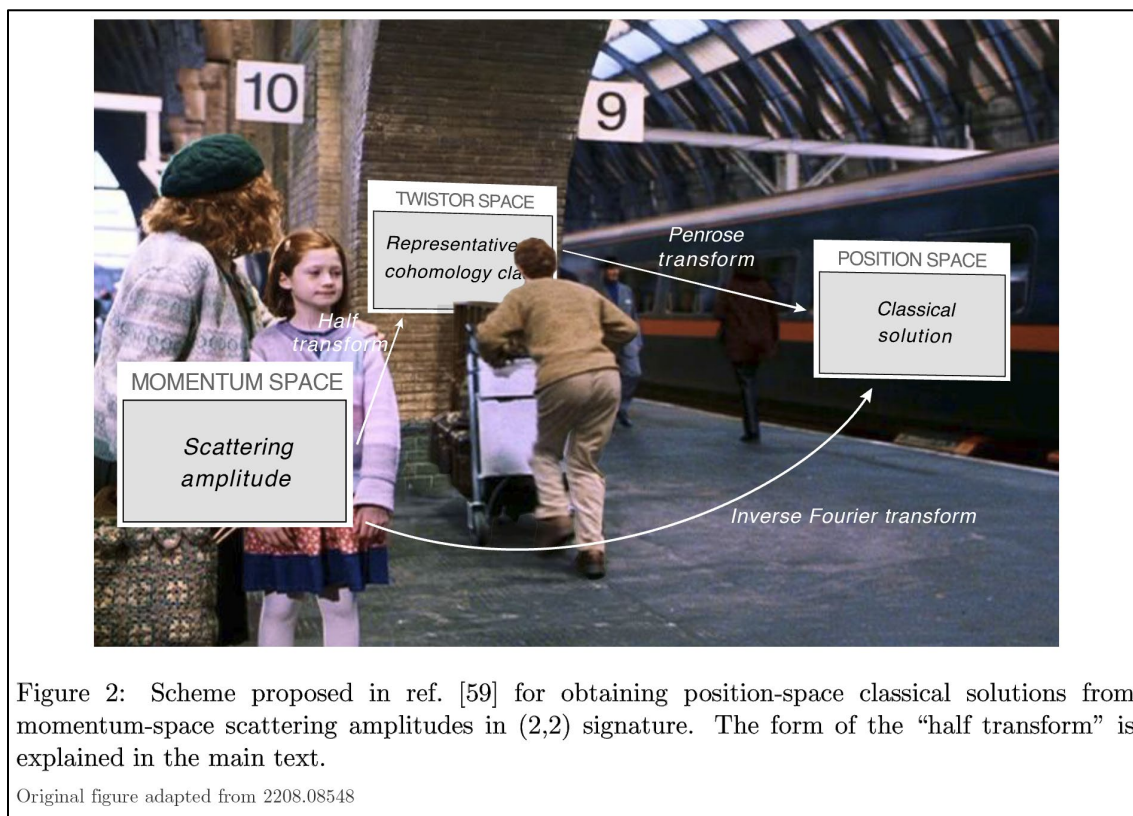 10
9
TWISTOR SPACE
Representative
cohomology
Penrose
transform
POSITION SPACE
Classical
solution
Half
transform
MOMENTUM SPACE
Scattering
amplitude
Inverse Fourier transform
Figure 2: Scheme proposed in ref. [59] for obtaining position-space classical solutions from
momentum-space scattering amplitudes in (2,2) signature. The form of the “half transform” is
explained in the main text.
Original figure adapted from 2208.08548